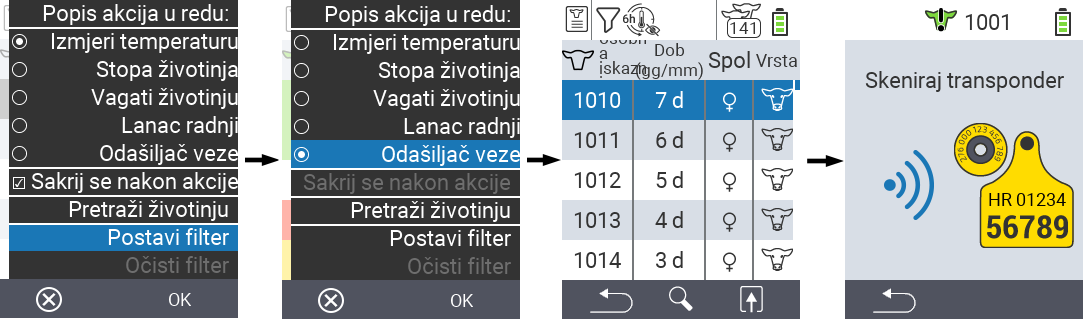 Popis akcija u redu:
Izmjeri temperaturu
Stopa životinja
Vagati životinju
Lanac radnji
Odašiljač veze
Sakrij se nakon akcije
Pretraži životinju
Postavi filter
Očisti filter
OK
Popis akcija u redu:
Izmjeri temperaturu
Stopa životinja
Vagati životinju
Lanac radnji
Odašiljač veze
Sakrij se nakon akcije
Pretraži životinju
Postavi filter
Očisti filter
OK
6h 141
osobn
a
iskazn
Dob
(gg/mm)
Spol Vrsta
1010 7 d
1011 6 d
1012 5 d
1013 4 d
1014 3 d
1001
Skeniraj transponder
276 000 123 456 789
HR 01234
56789